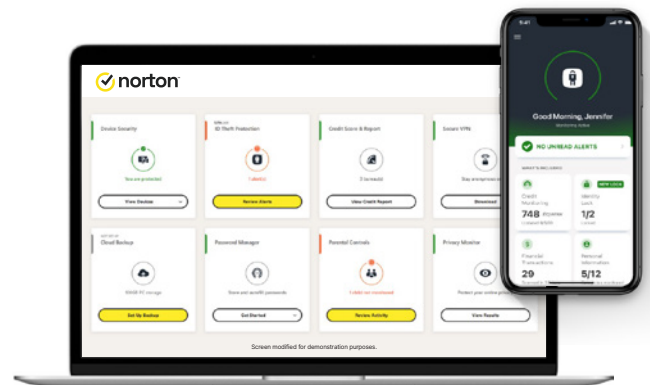 norton
Device Security
ID Theft Protection
Credit Score & Report
Secure VPN
You are protected
View Devices
Review Alerts
View Credit Report
Download
Cloud Backup
Password Manager
Parental Controls
Privacy Monitor
Set Up Backup
Get Started
Review Activity
View Results
Screen modified for demonstration purposes.
Good Morning, Jennifer
NO UNREAD ALERTS
Credit
Monitoring
748
Identity
Lock
1/2
Financial
Transactions
29
Personal
Information
5/12